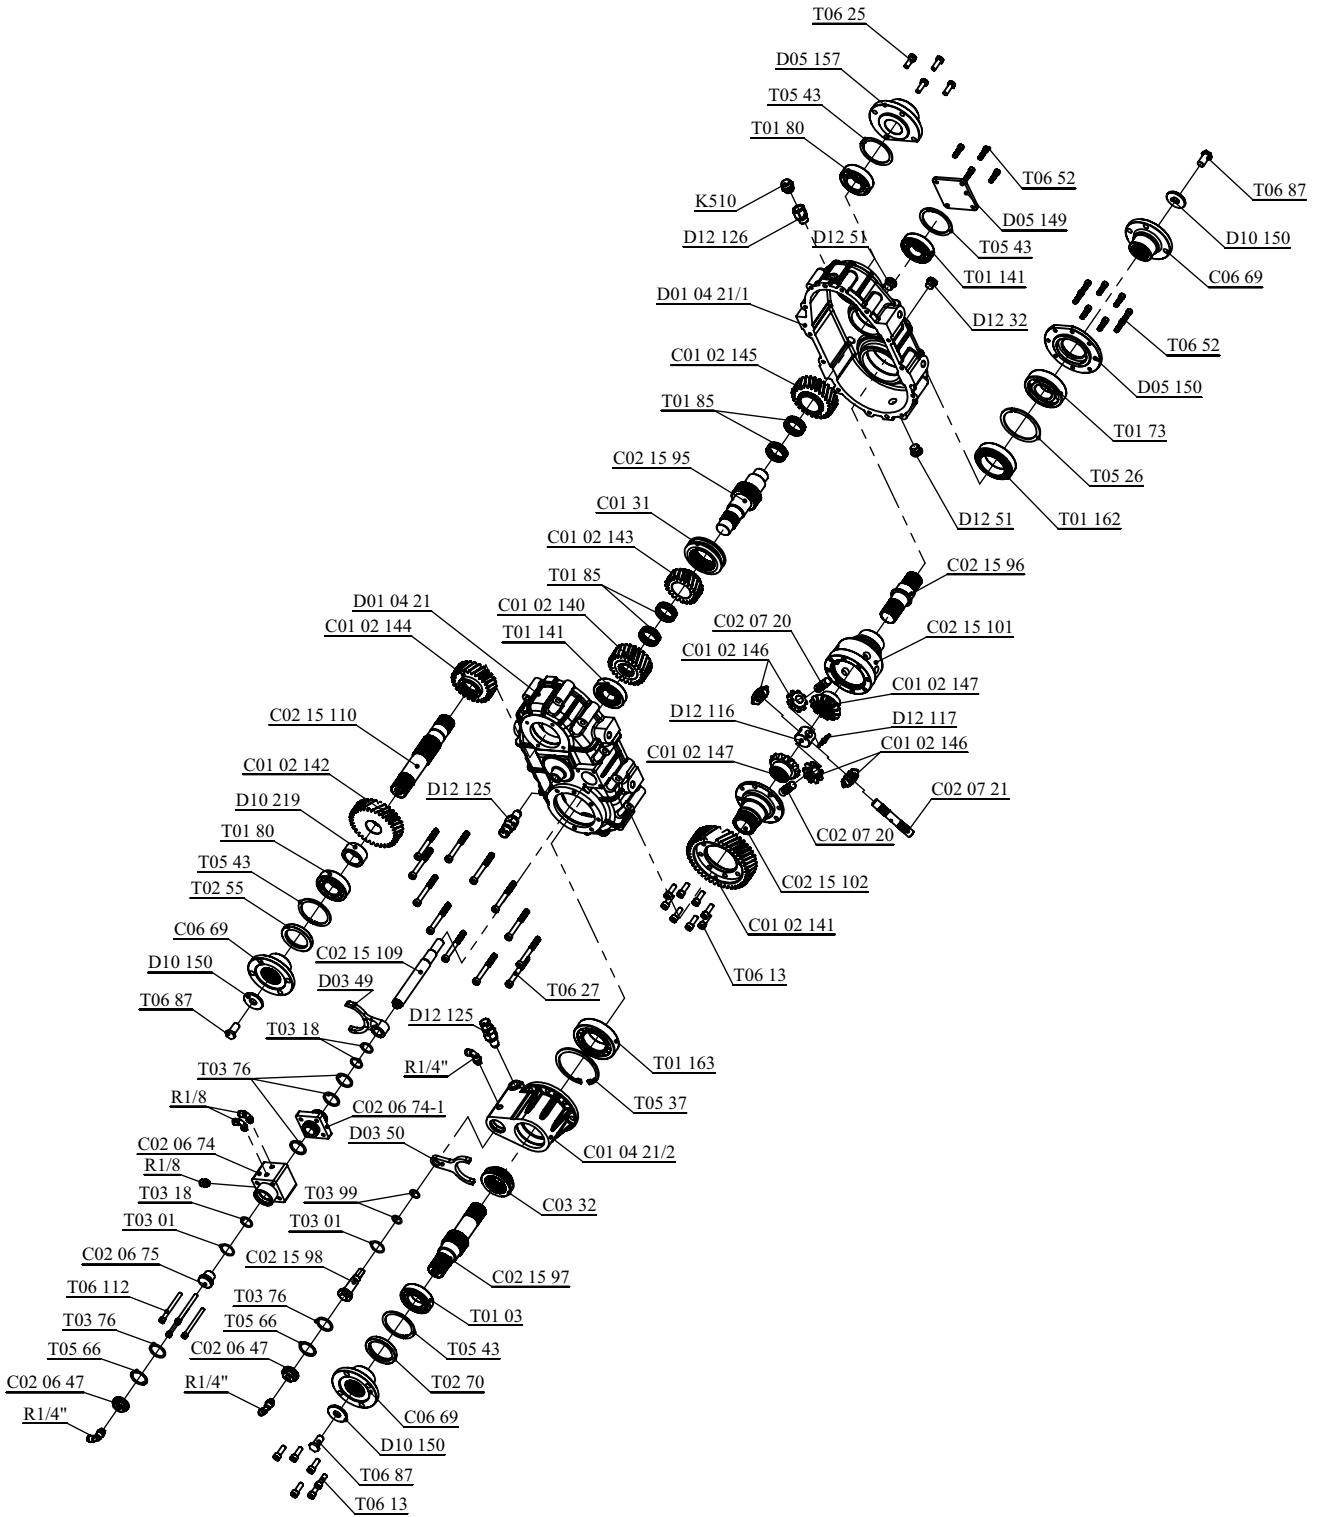 T06 25
D05 157
T05 43
T01 80
T06 52
T06 87
K510
D05 149
D12 126
D12 51
T05 43
D10 150
T01 141
C06 69
D01 04 21/1
D12 32
T06 52
C01 02 145
D05 150
T01 85
T01 73
C02 15 95
T05 26
C01 31
D12 51
T01 162
C01 02 143
C02 15 96
T01 85
D01 04 21
C01 02 140
C02 07 20
C01 02 144
T01 141
C02 15 101
C01 02 146
C01 02 147
C02 15 110
D12 116
D12 117
C01 02 147
C01 02 146
C01 02 142
D12 125
C02 07 21
D10 219
T01 80
C02 07 20
T05 43
C02 15 102
T02 55
C01 02 141
C06 69
C02 15 109
D10 150
D03 49
T06 13
T06 87
T06 27
D12 125
T03 18
R1/4"
T01 163
T03 76
R1/8
C02 06 74-1
T05 37
D03 50
C02 06 74
C01 04 21/2
R1/8
T03 18
T03 99
C03 32
T03 01
T03 01
C02 06 75
C02 15 98
C02 15 97
T06 112
T03 76
T01 03
T03 76
T05 66
T05 43
T05 66
C02 06 47
R1/4"
T02 70
C02 06 47
C06 69
R1/4"
D10 150
T06 87
T06 13